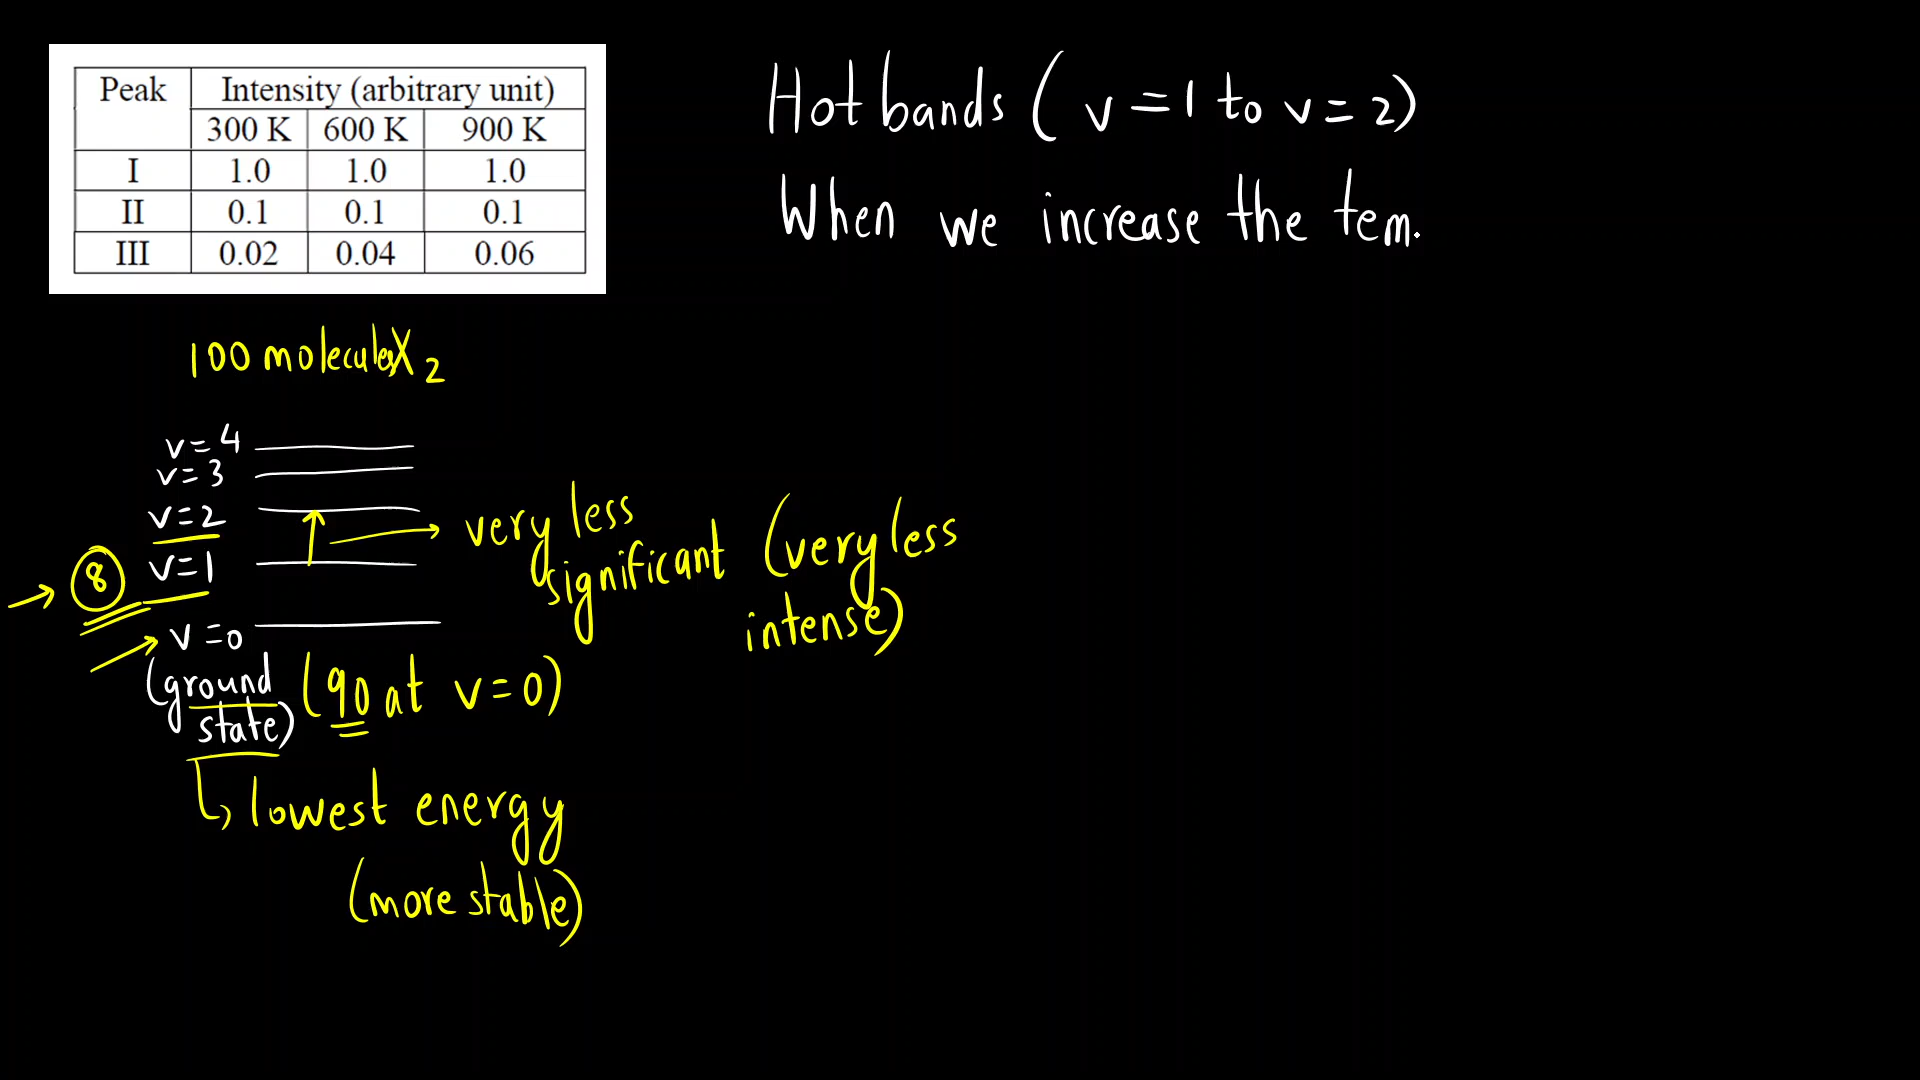 Peak Intensity (arbitrary unit)
300 K 600 K 900 K
I 1.0 1.0 1.0
II 0.1 0.1 0.1
III 0.02 0.04 0.06
Hot bands ( v = 1 to v = 2)
When we increase the tem.
100 molecules X2
v = 4
v = 3
v = 2
8 v = 1
v = 0
(ground
state)
(90 at v = 0)
very less
significant
(very less
intense)
lowest energy
(more stable)